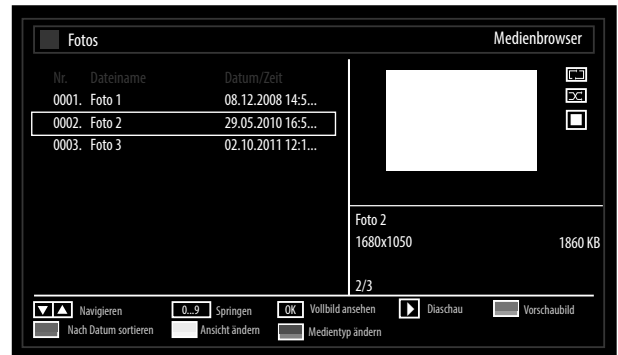 Fotos Medienbrowser
Nr. Dateiname Datum/Zeit
0001. Foto 1 08.12.2008 14:5...
0002. Foto 2 29.05.2010 16:5...
0003. Foto 3 02.10.2011 12:1...
Foto 2
1680x1050 1860 KB
2/3
Navigieren 0...9 Springen OK Vollbild ansehen Diaschau Vorschaubild
Nach Datum sortieren Ansicht ändern Medientyp ändern